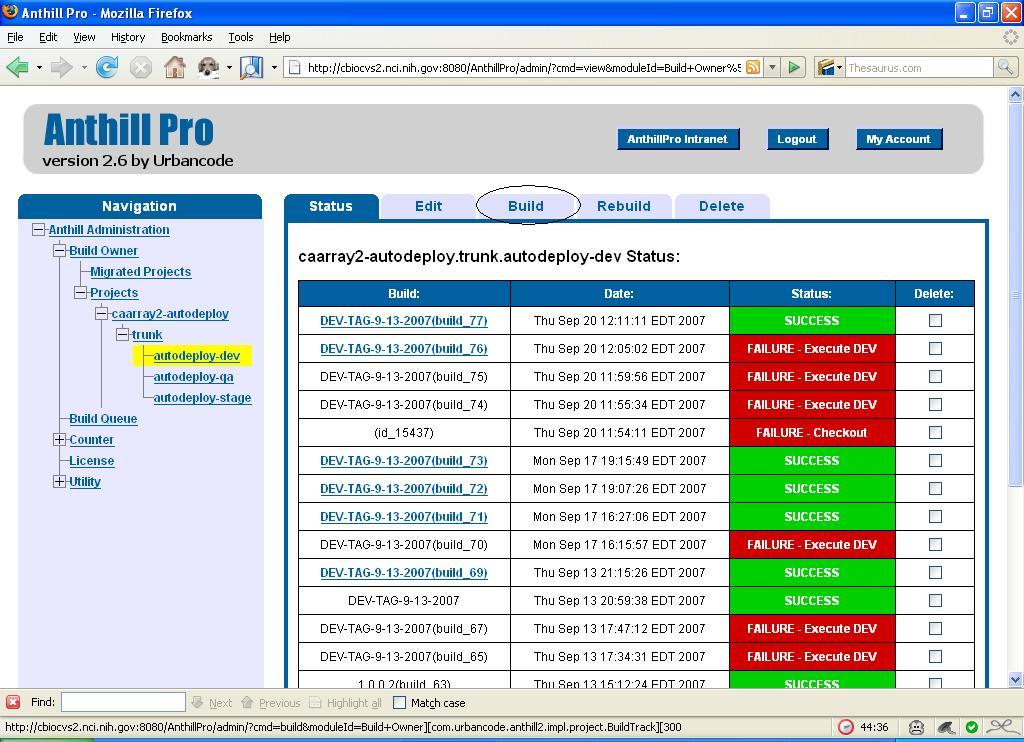 Anthill Pro - Mozilla Firefox
File Edit View History Bookmarks Tools Help
http://cbiocvs2.nci.nih.gov:8080/AnthillPro/admin/?cmd=view&moduleId=Build+Owner%5 Thesaurus.com
Anthill Pro
version 2.6 by Urbancode
AnthillPro Intranet Logout My Account
Navigation
Anthill Administration
Build Owner
Migrated Projects
Projects
caarray2-autodeploy
trunk
autodeploy-dev
autodeploy-qa
autodeploy-stage
Build Queue
Counter
License
Utility
Status Edit Build Rebuild Delete
caarray2-autodeploy.trunk.autodeploy-dev Status:
Build: Date: Status: Delete:
DEV-TAG-9-13-2007(build_77) Thu Sep 20 12:11:11 EDT 2007 SUCCESS
DEV-TAG-9-13-2007(build_76) Thu Sep 20 12:05:02 EDT 2007 FAILURE - Execute DEV
DEV-TAG-9-13-2007(build_75) Thu Sep 20 11:59:56 EDT 2007 FAILURE - Execute DEV
DEV-TAG-9-13-2007(build_74) Thu Sep 20 11:55:34 EDT 2007 FAILURE - Execute DEV
(id_15437) Thu Sep 20 11:54:11 EDT 2007 FAILURE - Checkout
DEV-TAG-9-13-2007(build_73) Mon Sep 17 19:15:49 EDT 2007 SUCCESS
DEV-TAG-9-13-2007(build_72) Mon Sep 17 19:07:26 EDT 2007 SUCCESS
DEV-TAG-9-13-2007(build_71) Mon Sep 17 16:27:06 EDT 2007 SUCCESS
DEV-TAG-9-13-2007(build_70) Mon Sep 17 16:15:57 EDT 2007 FAILURE - Execute DEV
DEV-TAG-9-13-2007(build_69) Thu Sep 13 21:15:26 EDT 2007 SUCCESS
DEV-TAG-9-13-2007 Thu Sep 13 20:59:38 EDT 2007 SUCCESS
DEV-TAG-9-13-2007(build_67) Thu Sep 13 17:47:12 EDT 2007 FAILURE - Execute DEV
DEV-TAG-9-13-2007(build_65) Thu Sep 13 17:34:31 EDT 2007 FAILURE - Execute DEV
1.0.0.2(build_63) Thu Sep 13 15:12:24 EDT 2007 SUCCESS
Find: Next Previous Highlight all Match case
http://cbiocvs2.nci.nih.gov:8080/AnthillPro/admin/?cmd=build&moduleId=Build+Owner][com.urbancode.anthill2.impl.project.BuildTrack][300 44:36